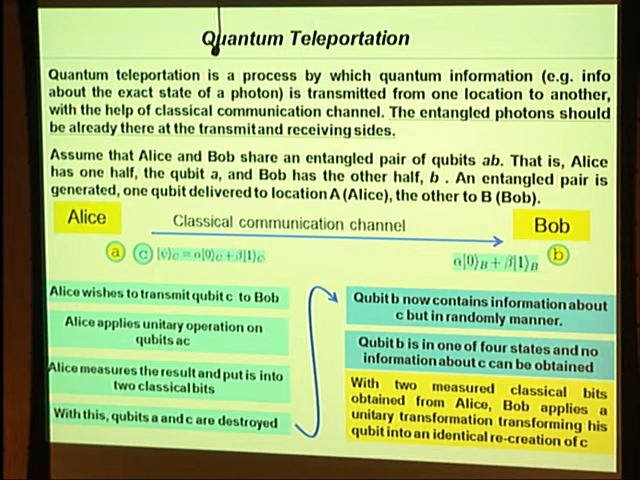 Quantum Teleportation
Quantum teleportation is a process by which quantum information (e.g. info
about the exact state of a photon) is transmitted from one location to another,
with the help of classical communication channel. The entangled photons should
be already there at the transmit and receiving sides.
Assume that Alice and Bob share an entangled pair of qubits ab. That is, Alice
has one half, the qubit a, and Bob has the other half, b . An entangled pair is
generated, one qubit delivered to location A (Alice), the other to B (Bob).
Alice
Classical communication channel
Bob
a
c
|ψ⟩C = α|0⟩C + β|1⟩C
α|0⟩B + β|1⟩B
b
Alice wishes to transmit qubit c to Bob
Alice applies unitary operation on
qubits ac
Alice measures the result and put is into
two classical bits
With this, qubits a and c are destroyed
Qubit b now contains information about
c but in randomly manner.
Qubit b is in one of four states and no
information about c can be obtained
With two measured classical bits
obtained from Alice, Bob applies a
unitary transformation transforming his
qubit into an identical re-creation of c